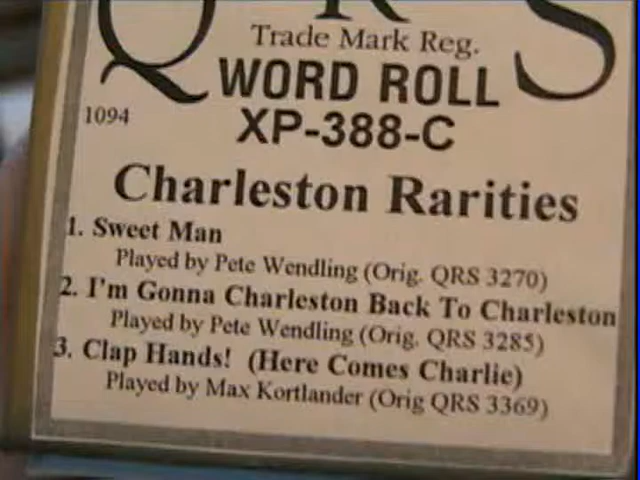 QRS
Trade Mark Reg.
WORD ROLL
1094
XP-388-C
Charleston Rarities
1. Sweet Man
Played by Pete Wendling (Orig. QRS 3270)
2. I'm Gonna Charleston Back To Charleston
Played by Pete Wendling (Orig. QRS 3285)
3. Clap Hands! (Here Comes Charlie)
Played by Max Kortlander (Orig QRS 3369)